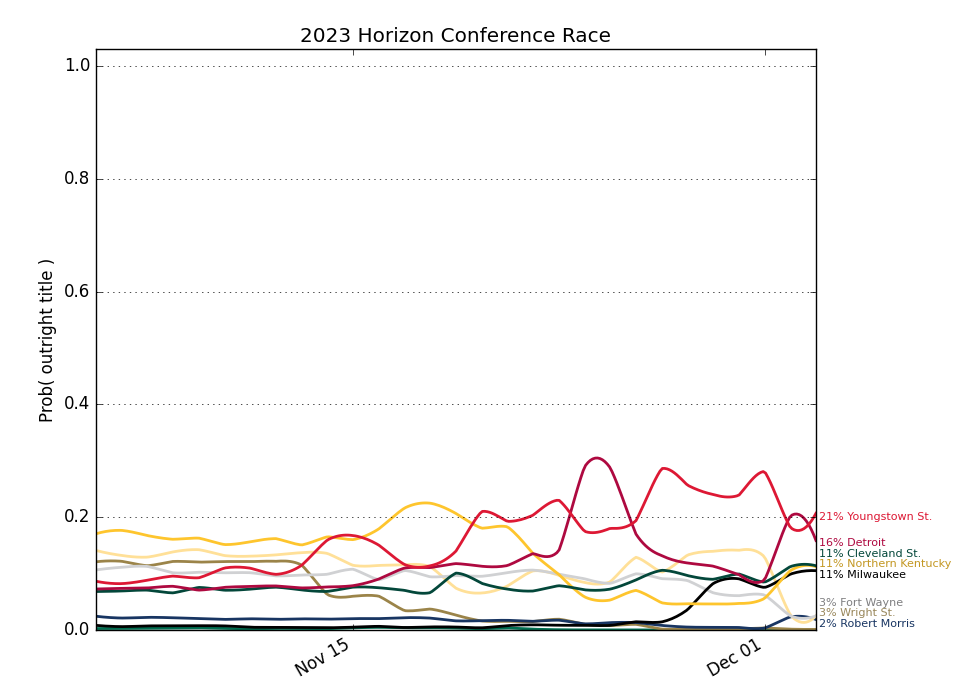 2023 Horizon Conference Race
1.0
0.8
0.6
0.4
0.2
0.0
Prob( outright title )
Nov 15
Dec 01
21% Youngstown St.
16% Detroit
11% Cleveland St.
11% Northern Kentucky
11% Milwaukee
3% Fort Wayne
3% Wright St.
2% Robert Morris